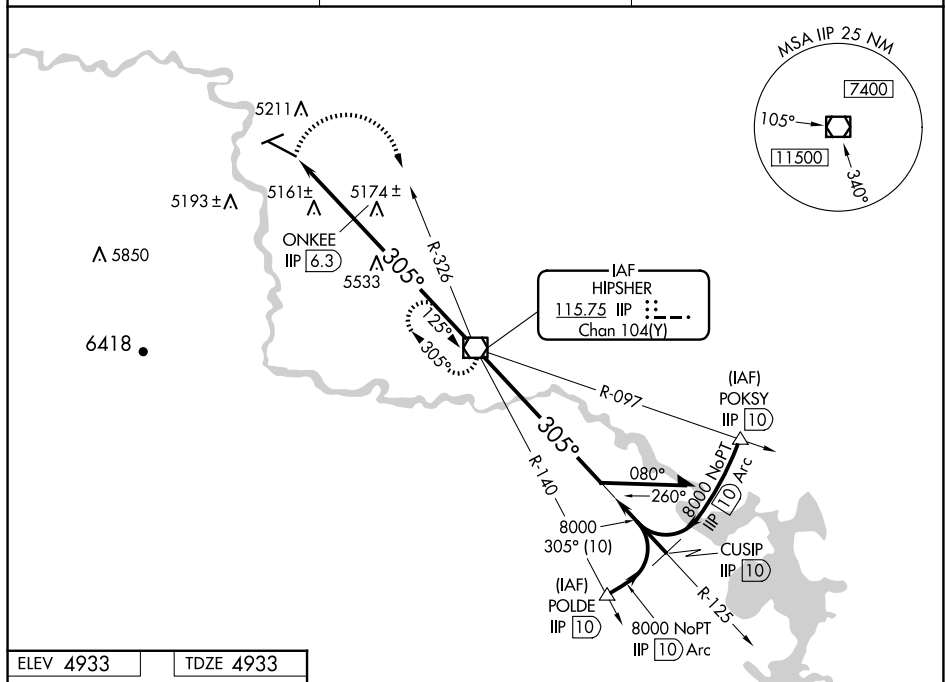 MSA IIP 25 NM
7400
105°
11500
340°
5211
5193 ±
5161±
5174 ±
ONKEE
IIP 6.3
5850
5533
305°
R-326
6418
125°
305°
IAF
HIPSHER
115.75 IIP
Chan 104(Y)
R-097
(IAF)
POKSY
IIP 10
305°
R-140
080°
260°
8000 NoPT
IIP 10 Arc
8000
305° (10)
CUSIP
IIP 10
(IAF)
POLDE
IIP 10
8000 NoPT
IIP 10 Arc
R-125
ELEV 4933
TDZE 4933